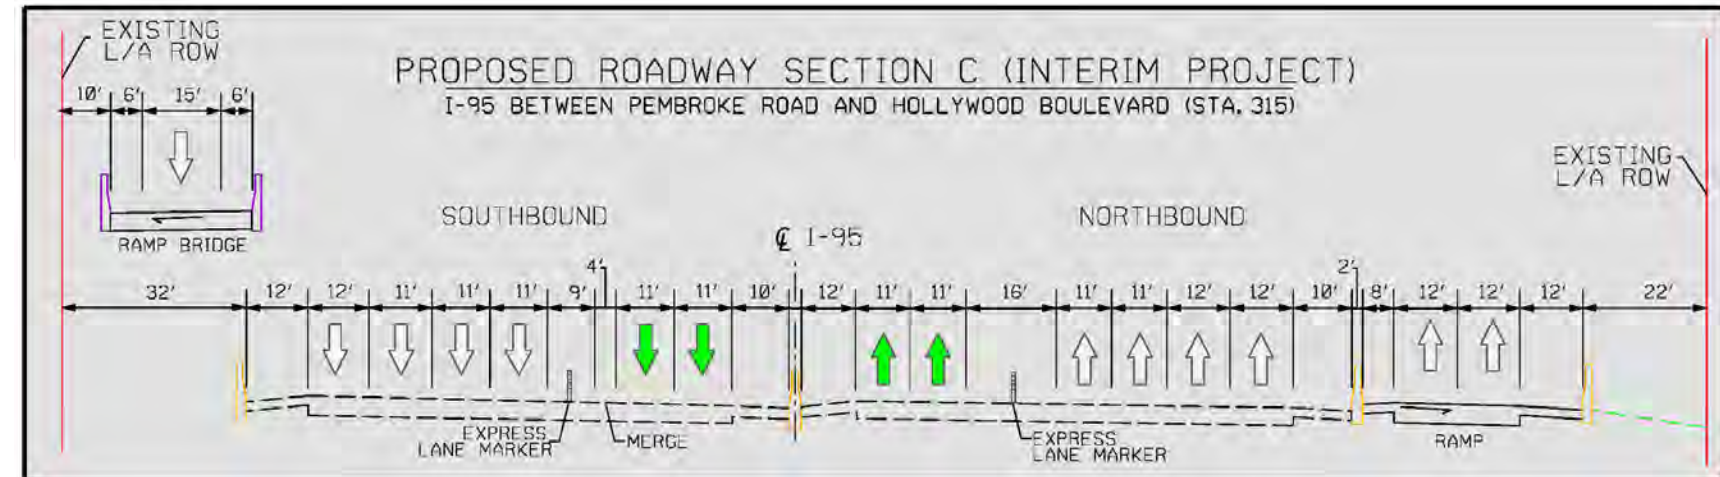 EXISTING
L/A ROW
PROPOSED ROADWAY SECTION C (INTERIM PROJECT)
I-95 BETWEEN PEMBROKE ROAD AND HOLLYWOOD BOULEVARD (STA. 315)
10' 6' 15' 6'
EXISTING
L/A ROW
SOUTHBOUND
NORTHBOUND
RAMP BRIDGE
℄ I-95
4'
2'
32' 12' 12' 11' 11' 11' 9' 11' 11' 10' 12' 11' 11' 16' 11' 11' 12' 12' 10' 8' 12' 12' 12' 22'
EXPRESS
LANE MARKER
MERGE
EXPRESS
LANE MARKER
RAMP